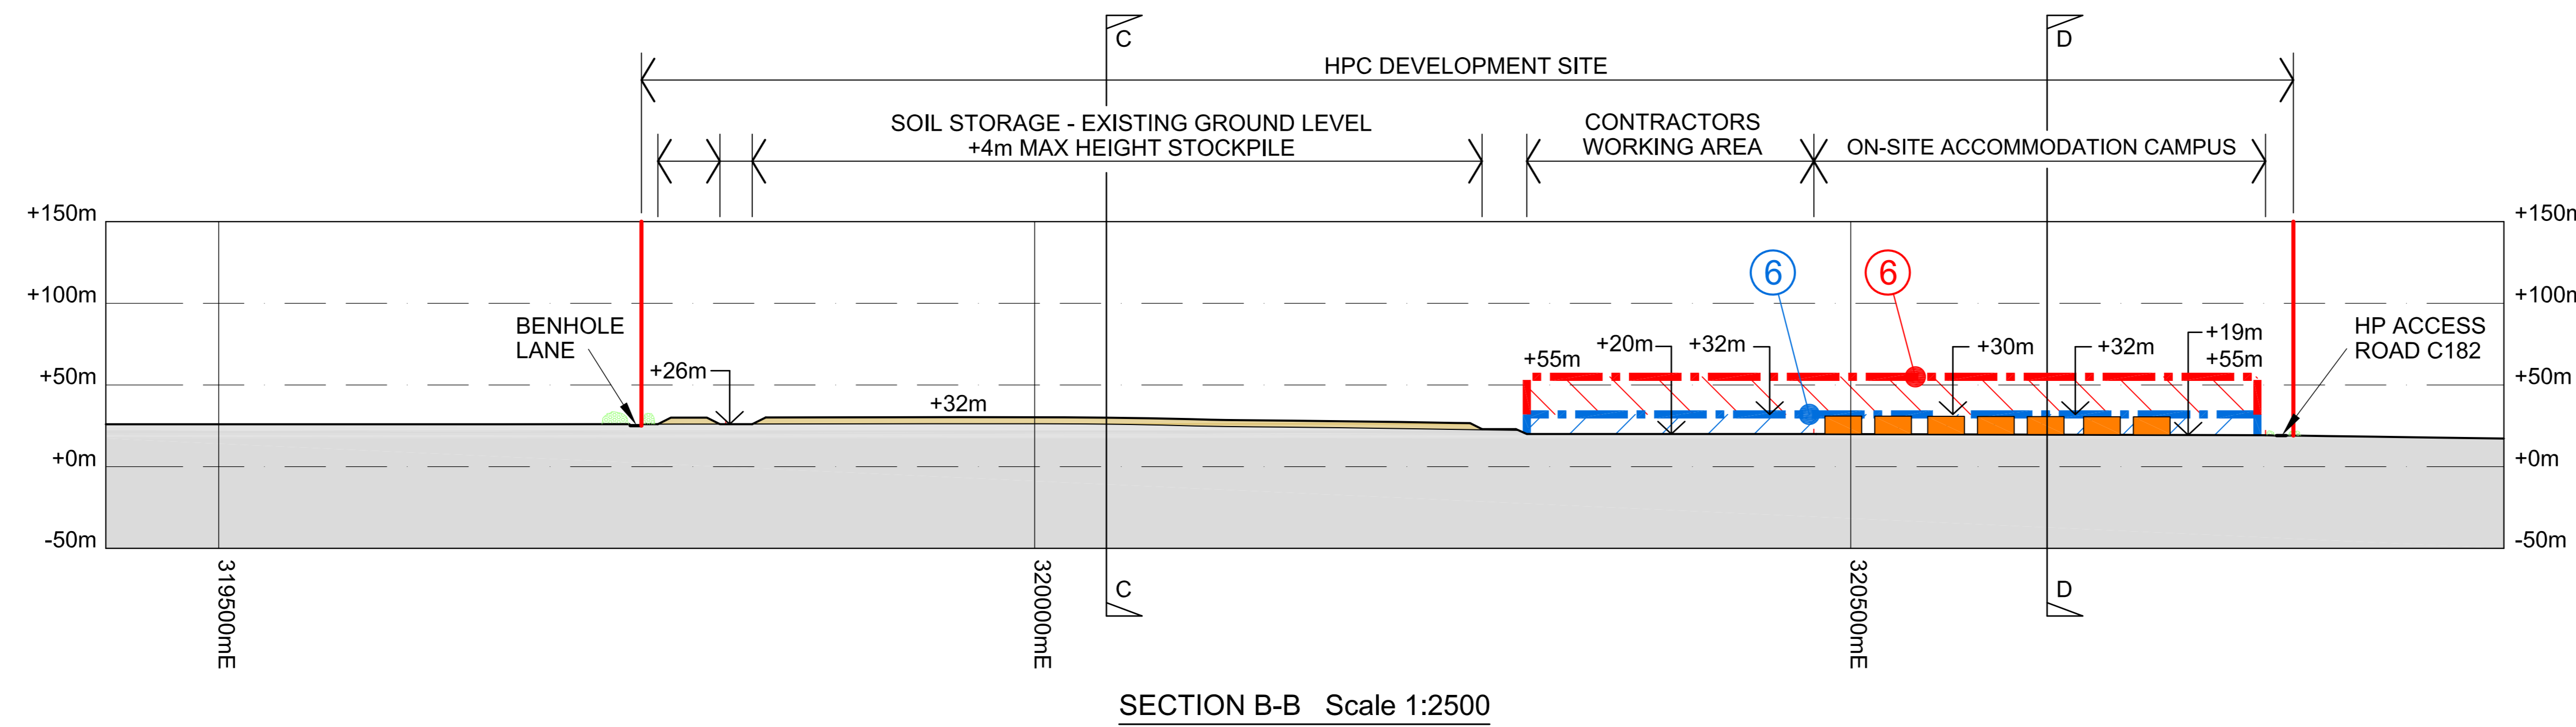 C
D
HPC DEVELOPMENT SITE
SOIL STORAGE - EXISTING GROUND LEVEL
+4m MAX HEIGHT STOCKPILE
CONTRACTORS
WORKING AREA
ON-SITE ACCOMMODATION CAMPUS
+150m
+150m
6
6
+100m
+100m
BENHOLE
LANE
+26m
+32m
+55m
+20m
+32m
+30m
+32m
+19m
+55m
HP ACCESS
ROAD C182
+50m
+50m
+0m
+0m
-50m
-50m
319500mE
320000mE
320500mE
C
D
SECTION B-B Scale 1:2500